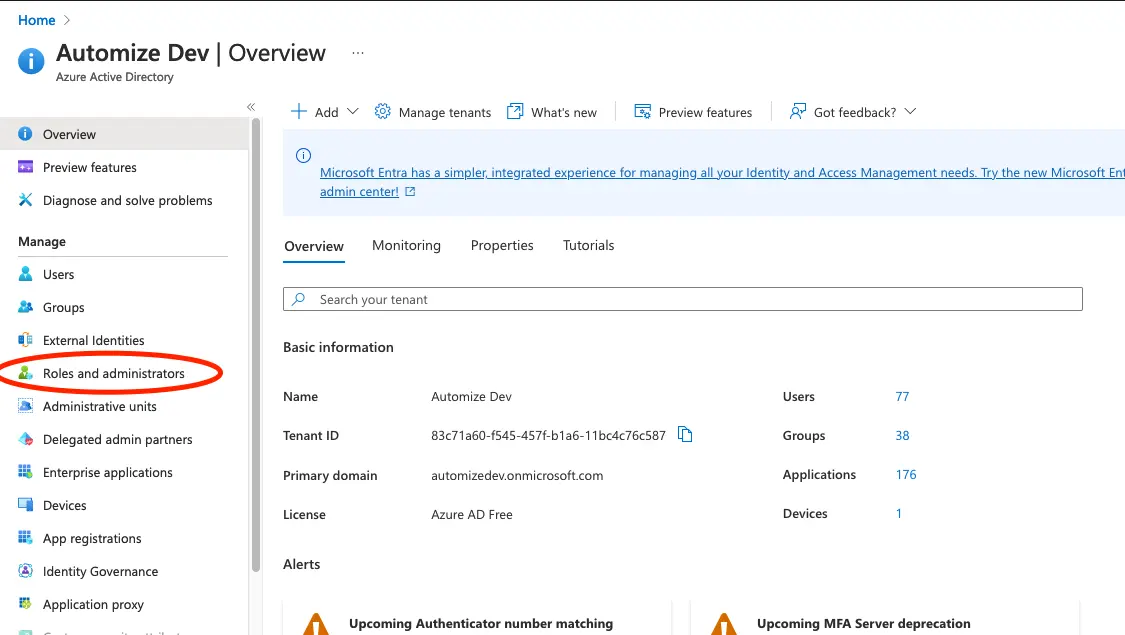 Home
Automize Dev | Overview ...
Azure Active Directory
Overview
Preview features
Diagnose and solve problems
Manage
Users
Groups
External Identities
Roles and administrators
Administrative units
Delegated admin partners
Enterprise applications
Devices
App registrations
Identity Governance
Application proxy
Add
Manage tenants
What's new
Preview features
Got feedback?
Microsoft Entra has a simpler, integrated experience for managing all your Identity and Access Management needs. Try the new Microsoft Ent
admin center!
Overview Monitoring Properties Tutorials
Search your tenant
Basic information
Name Automize Dev Users 77
Tenant ID 83c71a60-f545-457f-b1a6-11bc4c76c587 Groups 38
Primary domain automizedev.onmicrosoft.com Applications 176
License Azure AD Free Devices 1
Alerts
Upcoming Authenticator number matching
Upcoming MFA Server deprecation